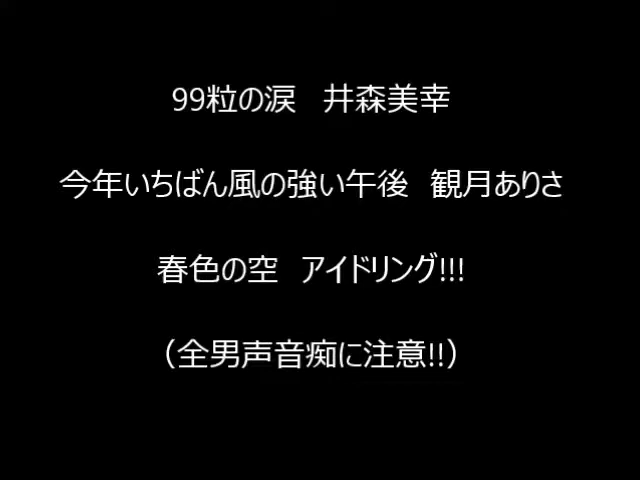 99粒の涙　井森美幸
今年いちばん風の強い午後　観月ありさ
春色の空　アイドリング!!!
（全男声音痴に注意!!）